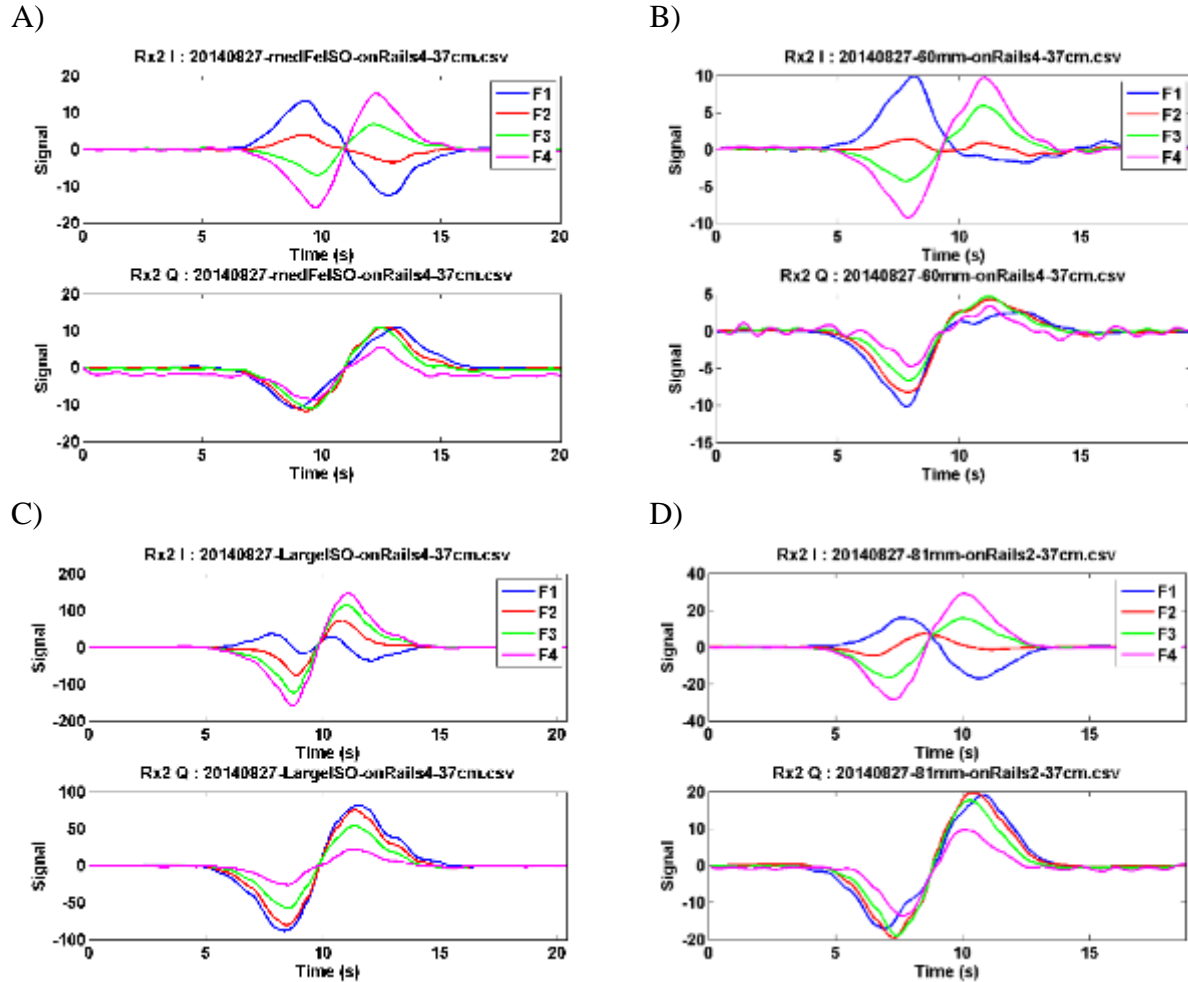 A)
Rx2 I : 20140827-medFeISO-onRails4-37cm.csv
Signal
20
10
0
-10
-20
0 5 10 15 20
Time (s)
F1
F2
F3
F4
Rx2 Q : 20140827-medFeISO-onRails4-37cm.csv
Signal
20
10
0
-10
-20
0 5 10 15 20
Time (s)
B)
Rx2 I : 20140827-60mm-onRails4-37cm.csv
Signal
10
5
0
-5
-10
0 5 10 15
Time (s)
F1
F2
F3
F4
Rx2 Q : 20140827-60mm-onRails4-37cm.csv
Signal
5
0
-5
-10
-15
0 5 10 15
Time (s)
C)
Rx2 I : 20140827-LargeISO-onRails4-37cm.csv
Signal
200
100
0
-100
-200
0 5 10 15 20
Time (s)
F1
F2
F3
F4
Rx2 Q : 20140827-LargeISO-onRails4-37cm.csv
Signal
100
50
0
-50
-100
0 5 10 15 20
Time (s)
D)
Rx2 I : 20140827-81mm-onRails2-37cm.csv
Signal
40
20
0
-20
-40
0 5 10 15
Time (s)
F1
F2
F3
F4
Rx2 Q : 20140827-81mm-onRails2-37cm.csv
Signal
20
10
0
-10
-20
0 5 10 15
Time (s)